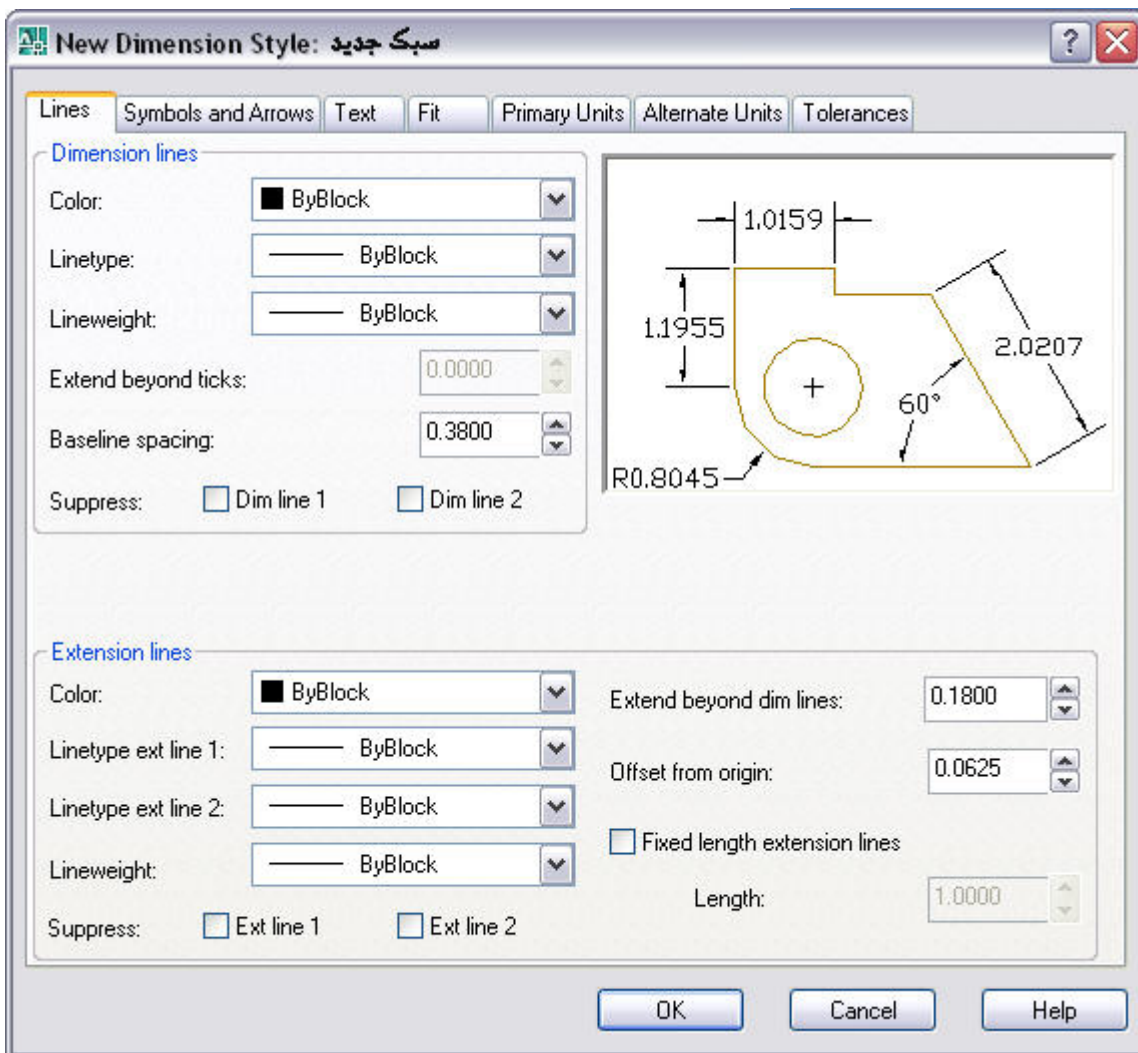 New Dimension Style: سبک جدید
Lines Symbols and Arrows Text Fit Primary Units Alternate Units Tolerances
Dimension lines
Color: ByBlock
Linetype: ByBlock
Lineweight: ByBlock
Extend beyond ticks: 0.0000
Baseline spacing: 0.3800
Suppress: Dim line 1 Dim line 2
1.0159
1.1955
2.0207
60°
R0.8045
Extension lines
Color: ByBlock
Linetype ext line 1: ByBlock
Linetype ext line 2: ByBlock
Lineweight: ByBlock
Suppress: Ext line 1 Ext line 2
Extend beyond dim lines: 0.1800
Offset from origin: 0.0625
Fixed length extension lines
Length: 1.0000
OK Cancel Help